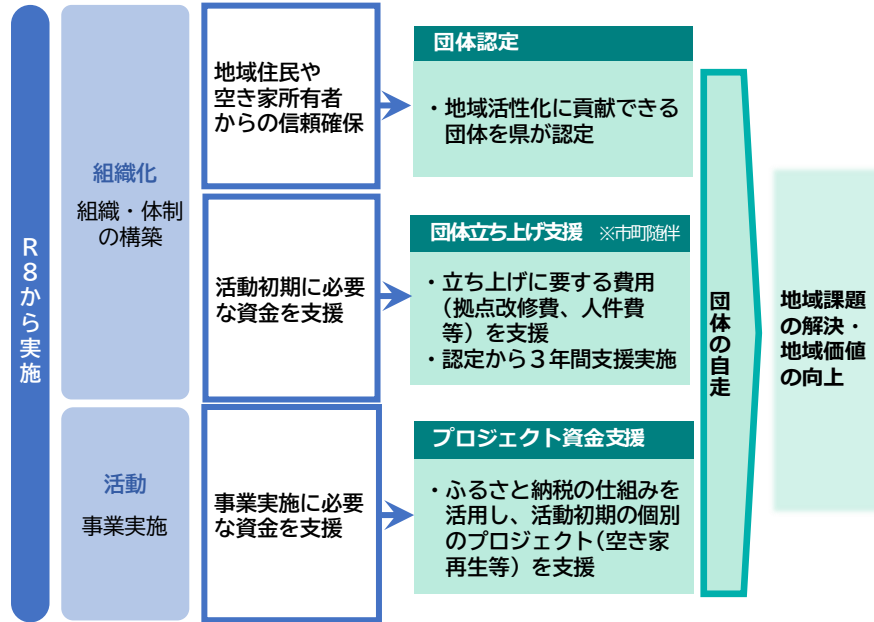 R8から実施
組織化
組織・体制
の構築
地域住民や
空き家所有者
からの信頼確保
団体認定
・地域活性化に貢献できる
団体を県が認定
活動初期に必要
な資金を支援
団体立ち上げ支援 ※市町随伴
・立ち上げに要する費用
(拠点改修費、人件費
等)を支援
・認定から3年間支援実施
活動
事業実施
事業実施に必要
な資金を支援
プロジェクト資金支援
・ふるさと納税の仕組みを
活用し、活動初期の個別
のプロジェクト(空き家
再生等)を支援
団体の自走
地域課題
の解決・
地域価値
の向上